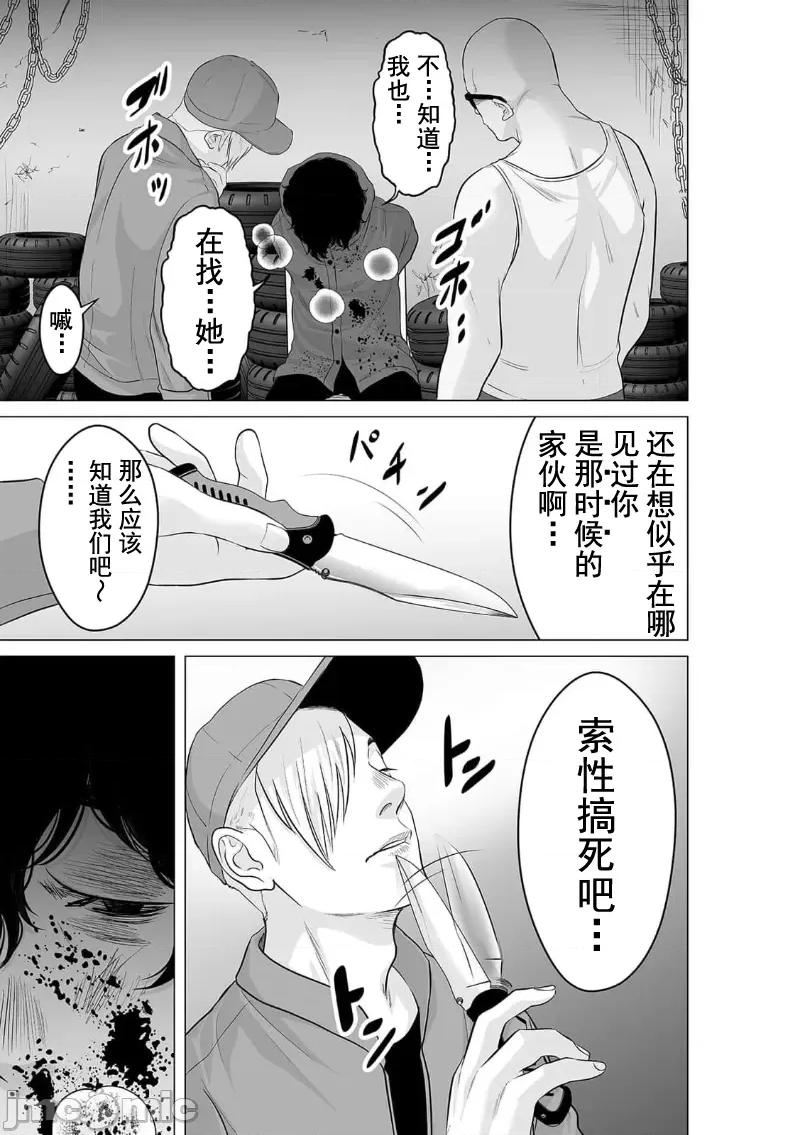 不…知道…
我也…
ゴホ…
在找…她…
グホッ
嘁…
还在想似乎在哪
见过你
是那时候的
家伙啊…
パチン
那么应该
知道我们吧～
……
索性搞死吧…
トン
トン
jmcomic